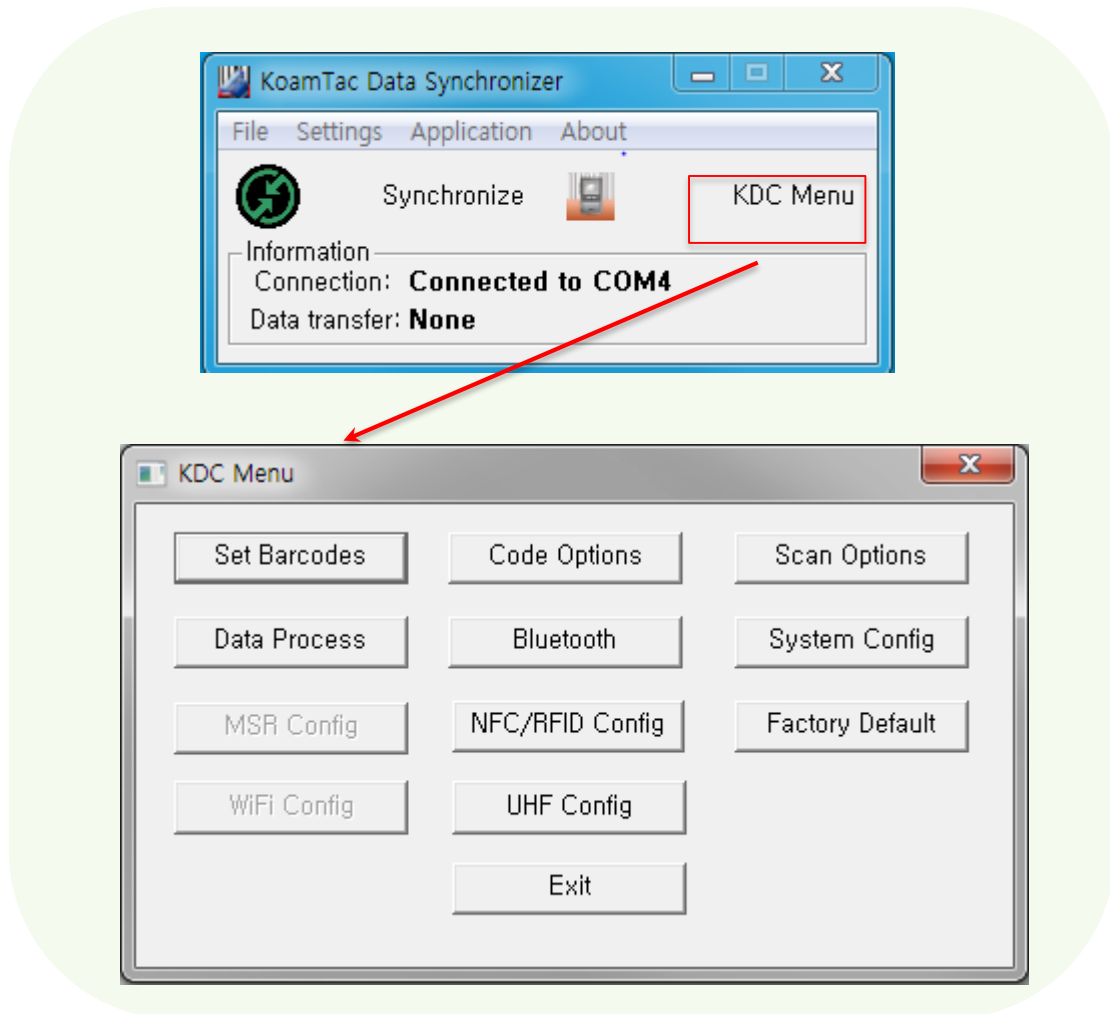 KoamTac Data Synchronizer
File Settings Application About
Synchronize KDC Menu
Information
Connection: Connected to COM4
Data transfer: None
KDC Menu
Set Barcodes Code Options Scan Options
Data Process Bluetooth System Config
MSR Config NFC/RFID Config Factory Default
WiFi Config UHF Config
Exit